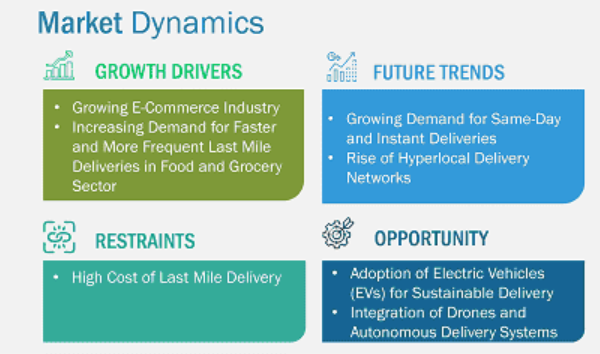 Market Dynamics
GROWTH DRIVERS
• Growing E-Commerce Industry
• Increasing Demand for Faster
and More Frequent Last Mile
Deliveries in Food and Grocery
Sector
FUTURE TRENDS
• Growing Demand for Same-Day
and Instant Deliveries
• Rise of Hyperlocal Delivery
Networks
RESTRAINTS
• High Cost of Last Mile Delivery
OPPORTUNITY
• Adoption of Electric Vehicles
(EVs) for Sustainable Delivery
• Integration of Drones and
Autonomous Delivery Systems